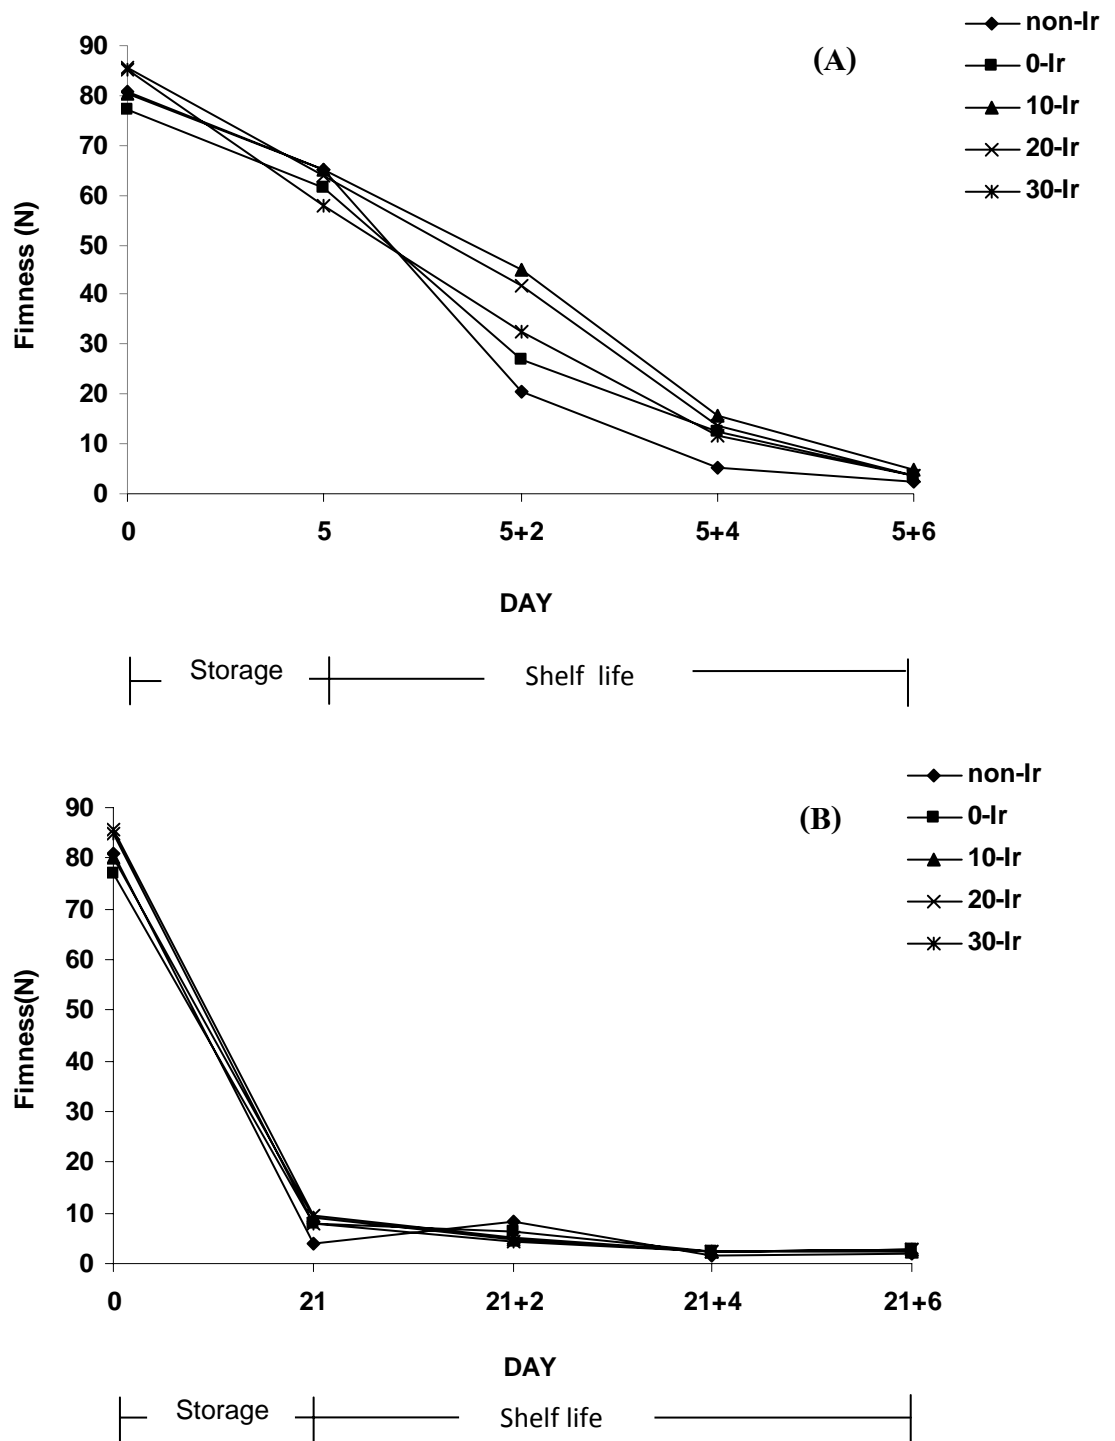 non-Ir
0-Ir
10-Ir
20-Ir
30-Ir
(A)
90
80
70
60
50
40
30
20
10
0
Fimness (N)
0 5 5+2 5+4 5+6
DAY
Storage Shelf life
non-Ir
0-Ir
10-Ir
20-Ir
30-Ir
(B)
90
80
70
60
50
40
30
20
10
0
Fimness(N)
0 21 21+2 21+4 21+6
DAY
Storage Shelf life